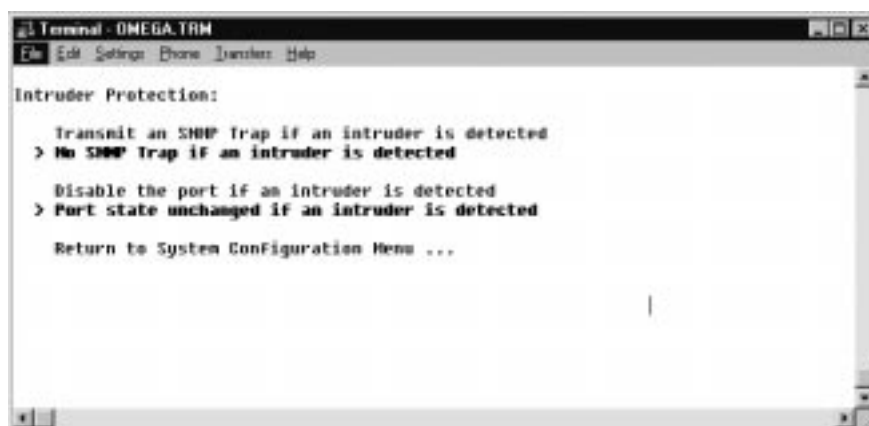 Terminal - OMEGA.TRM
File Edit Settings Phone Transfers Help
Intruder Protection:
Transmit an SNMP Trap if an intruder is detected
> No SNMP Trap if an intruder is detected
Disable the port if an intruder is detected
> Port state unchanged if an intruder is detected
Return to System Configuration Menu ...